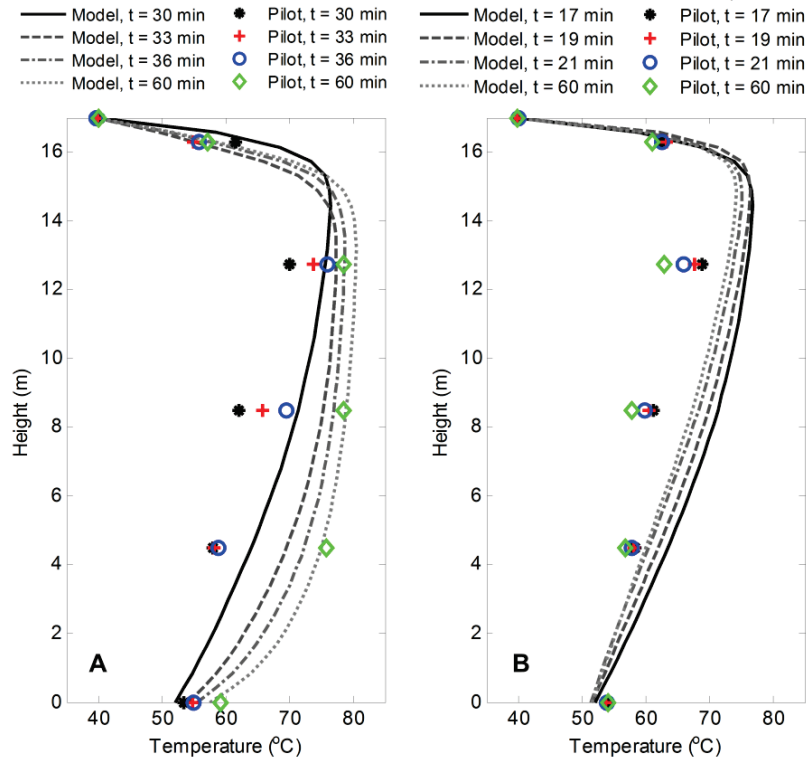 Model, t = 30 min
Pilot, t = 30 min
Model, t = 33 min
Pilot, t = 33 min
Model, t = 36 min
Pilot, t = 36 min
Model, t = 60 min
Pilot, t = 60 min
Model, t = 17 min
Pilot, t = 17 min
Model, t = 19 min
Pilot, t = 19 min
Model, t = 21 min
Pilot, t = 21 min
Model, t = 60 min
Pilot, t = 60 min
16
14
12
10
8
6
4
2
0
Height (m)
A
40
50
60
70
80
Temperature (°C)
16
14
12
10
8
6
4
2
0
Height (m)
B
40
50
60
70
80
Temperature (°C)